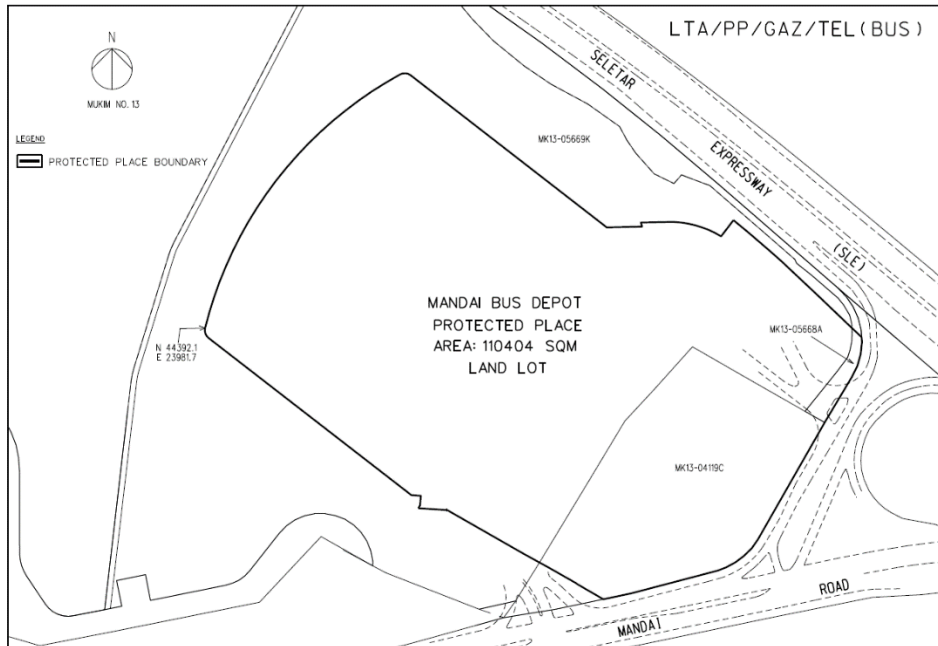 LTA/PP/GAZ/TEL(BUS)
N
MUKIM NO. 13
LEGEND
PROTECTED PLACE BOUNDARY
SELETAR
EXPRESSWAY
(SLE)
MK13-05669K
MANDAI BUS DEPOT
PROTECTED PLACE
AREA: 110404 SQM
LAND LOT
N 44392.1
E 23981.7
MK13-05668A
MK13-04119C
MANDAI
ROAD